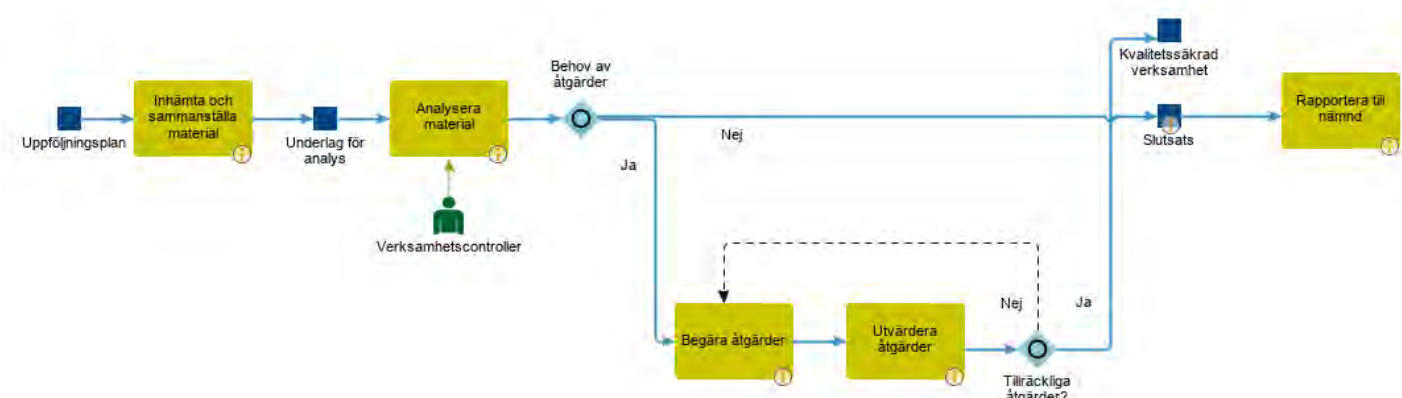 Uppföljningsplan
Inhämta och
sammanställa
material
Underlag för
analys
Analysera
material
Verksamhetscontroller
Behov av
åtgärder
Nej
Ja
Begära åtgärder
Utvärdera
åtgärder
Nej
Ja
Tillräckliga
åtgärder?
Kvalitetssäkrad
verksamhet
Slutsats
Rapportera till
nämnd